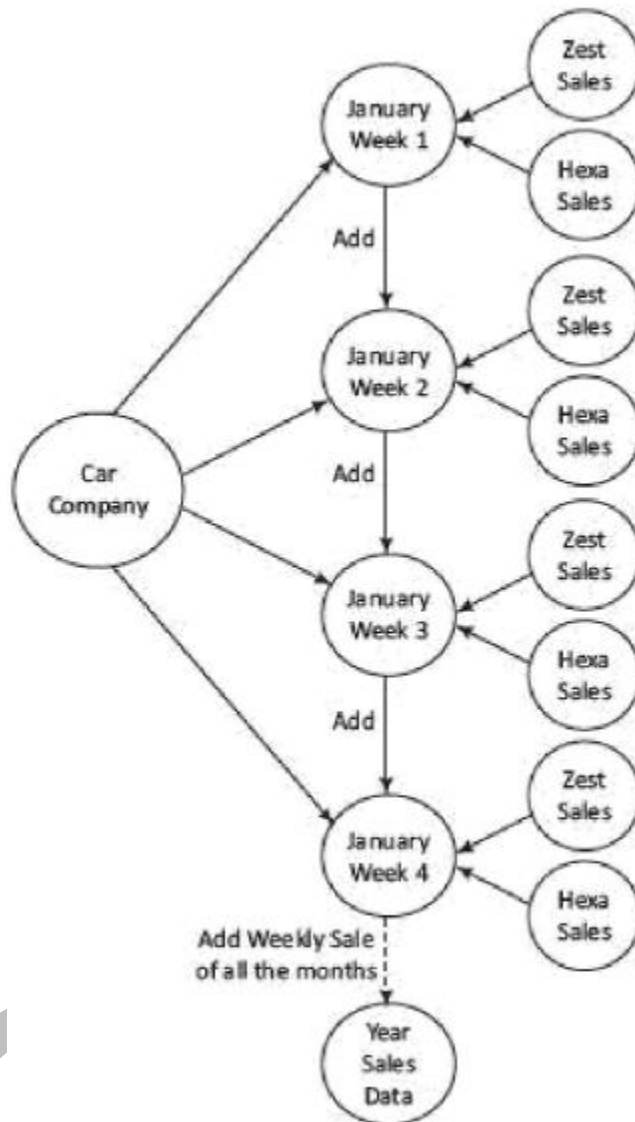 Zest
Sales
January
Week 1
Hexa
Sales
Add
Zest
Sales
January
Week 2
Hexa
Sales
Car
Company
Add
Zest
Sales
January
Week 3
Hexa
Sales
Add
Zest
Sales
January
Week 4
Hexa
Sales
Add Weekly Sale
of all the months
Year
Sales
Data